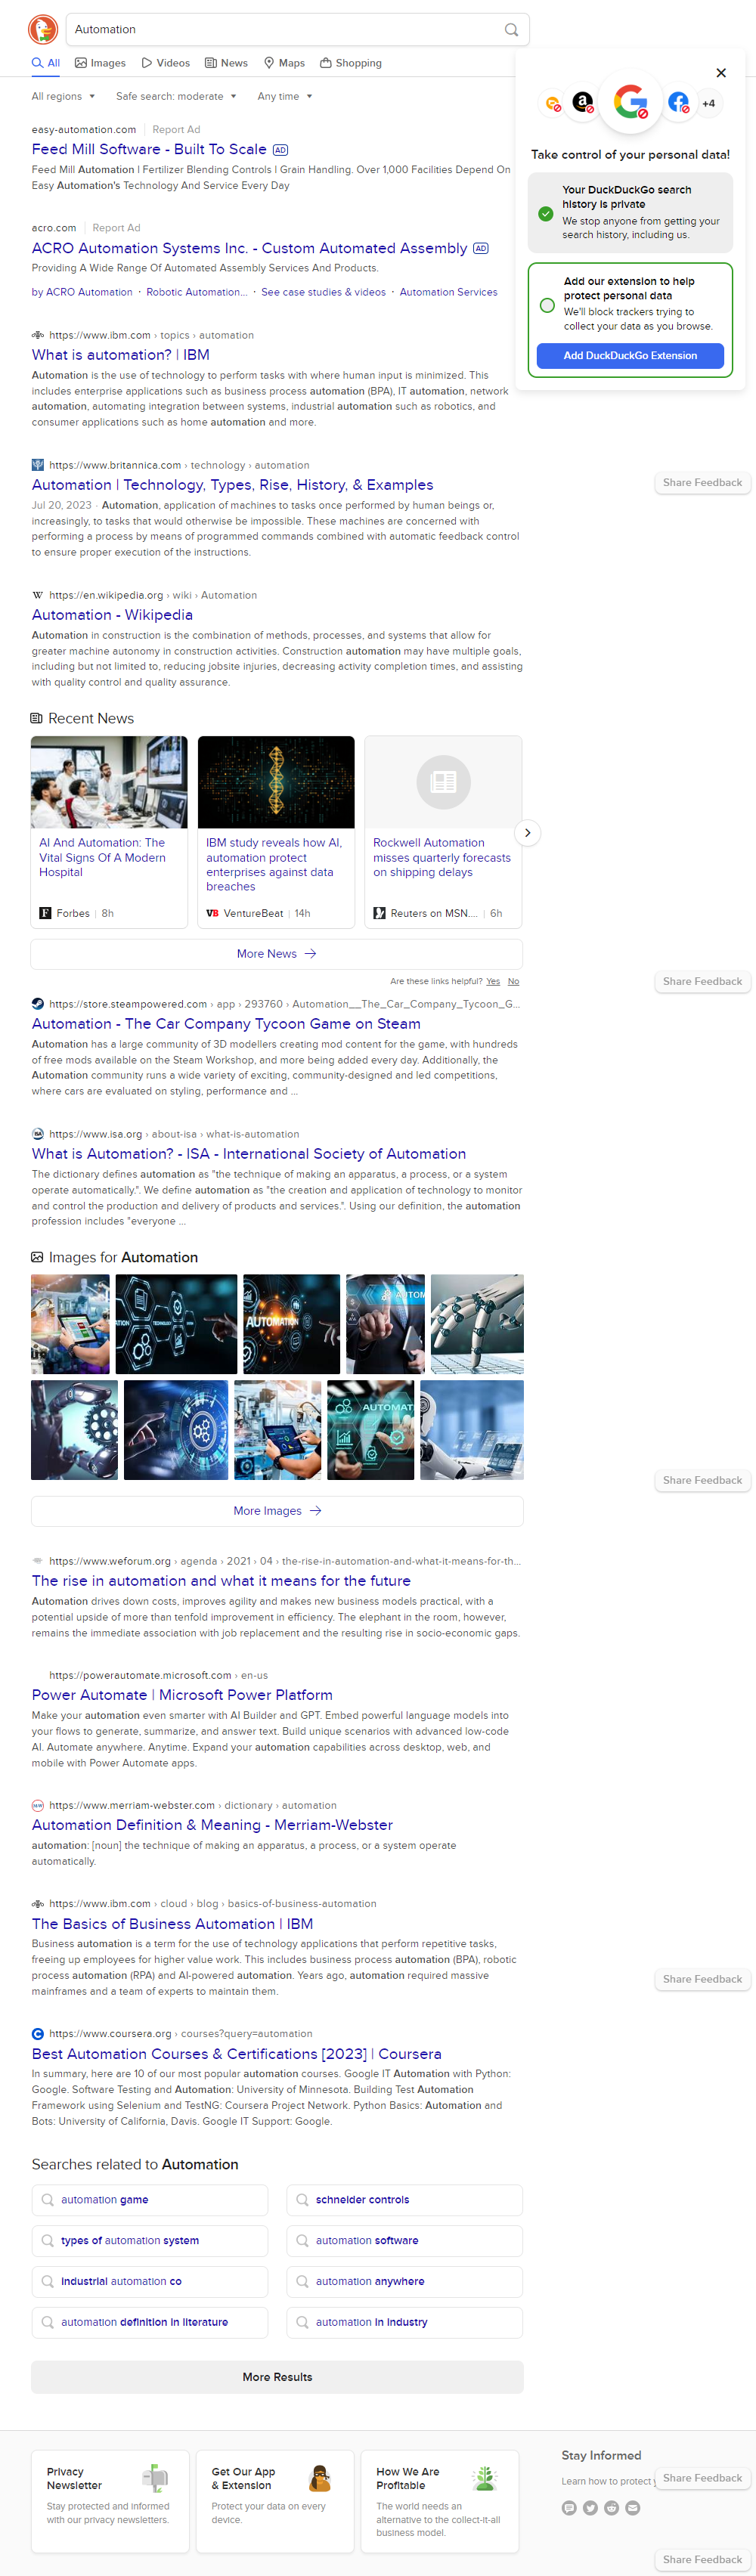 Automation
All Images Videos News Maps Shopping
All regions Safe search: moderate Any time
easy-automation.com Report Ad
Feed Mill Software - Built To Scale AD
Feed Mill Automation | Fertilizer Blending Controls | Grain Handling. Over 1,000 Facilities Depend On
Easy Automation's Technology And Service Every Day
acro.com Report Ad
ACRO Automation Systems Inc. - Custom Automated Assembly AD
Providing A Wide Range Of Automated Assembly Services And Products.
by ACRO Automation · Robotic Automation... · See case studies & videos · Automation Services
+4
Take control of your personal data!
Your DuckDuckGo search
history is private
We stop anyone from getting your
search history, including us.
Add our extension to help
protect personal data
We'll block trackers trying to
collect your data as you browse.
Add DuckDuckGo Extension
https://www.ibm.com › topics › automation
What is automation? | IBM
Automation is the use of technology to perform tasks with where human input is minimized. This
includes enterprise applications such as business process automation (BPA), IT automation, network
automation, automating integration between systems, industrial automation such as robotics, and
consumer applications such as home automation and more.
https://www.britannica.com › technology › automation
Automation | Technology, Types, Rise, History, & Examples
Jul 20, 2023 · Automation, application of machines to tasks once performed by human beings or,
increasingly, to tasks that would otherwise be impossible. These machines are concerned with
performing a process by means of programmed commands combined with automatic feedback control
to ensure proper execution of the instructions.
Share Feedback
https://en.wikipedia.org › wiki › Automation
Automation - Wikipedia
Automation in construction is the combination of methods, processes, and systems that allow for
greater machine autonomy in construction activities. Construction automation may have multiple goals,
including but not limited to, reducing jobsite injuries, decreasing activity completion times, and assisting
with quality control and quality assurance.
Recent News
AI And Automation: The
Vital Signs Of A Modern
Hospital
Forbes | 8h
IBM study reveals how AI,
automation protect
enterprises against data
breaches
VB VentureBeat | 14h
Rockwell Automation
misses quarterly forecasts
on shipping delays
Reuters on MSN.... | 6h
More News
Are these links helpful? Yes No
Share Feedback
https://store.steampowered.com › app › 293760 › Automation__The_Car_Company_Tycoon_G...
Automation - The Car Company Tycoon Game on Steam
Automation has a large community of 3D modellers creating mod content for the game, with hundreds
of free mods available on the Steam Workshop, and more being added every day. Additionally, the
Automation community runs a wide variety of exciting, community-designed and led competitions,
where cars are evaluated on styling, performance and ...
https://www.isa.org › about-isa › what-is-automation
What is Automation? - ISA - International Society of Automation
The dictionary defines automation as "the technique of making an apparatus, a process, or a system
operate automatically.". We define automation as "the creation and application of technology to monitor
and control the production and delivery of products and services.". Using our definition, the automation
profession includes "everyone ...
Images for Automation
AUTOMATION
AUTOM
AUTOMAT
Share Feedback
More Images
https://www.weforum.org › agenda › 2021 › 04 › the-rise-in-automation-and-what-it-means-for-th...
The rise in automation and what it means for the future
Automation drives down costs, improves agility and makes new business models practical, with a
potential upside of more than tenfold improvement in efficiency. The elephant in the room, however,
remains the immediate association with job replacement and the resulting rise in socio-economic gaps.
https://powerautomate.microsoft.com › en-us
Power Automate | Microsoft Power Platform
Make your automation even smarter with AI Builder and GPT. Embed powerful language models into
your flows to generate, summarize, and answer text. Build unique scenarios with advanced low-code
AI. Automate anywhere. Anytime. Expand your automation capabilities across desktop, web, and
mobile with Power Automate apps.
https://www.merriam-webster.com › dictionary › automation
Automation Definition & Meaning - Merriam-Webster
automation: [noun] the technique of making an apparatus, a process, or a system operate
automatically.
https://www.ibm.com › cloud › blog › basics-of-business-automation
The Basics of Business Automation | IBM
Business automation is a term for the use of technology applications that perform repetitive tasks,
freeing up employees for higher value work. This includes business process automation (BPA), robotic
process automation (RPA) and AI-powered automation. Years ago, automation required massive
mainframes and a team of experts to maintain them.
Share Feedback
https://www.coursera.org › courses?query=automation
Best Automation Courses & Certifications [2023] | Coursera
In summary, here are 10 of our most popular automation courses. Google IT Automation with Python:
Google. Software Testing and Automation: University of Minnesota. Building Test Automation
Framework using Selenium and TestNG: Coursera Project Network. Python Basics: Automation and
Bots: University of California, Davis. Google IT Support: Google.
Searches related to Automation
automation game
schneider controls
types of automation system
automation software
industrial automation co
automation anywhere
automation definition in literature
automation in industry
More Results
Privacy
Newsletter
Stay protected and informed
with our privacy newsletters.
Get Our App
& Extension
Protect your data on every
device.
How We Are
Profitable
The world needs an
alternative to the collect-it-all
business model.
Stay Informed
Learn how to protect
Share Feedback
Share Feedback